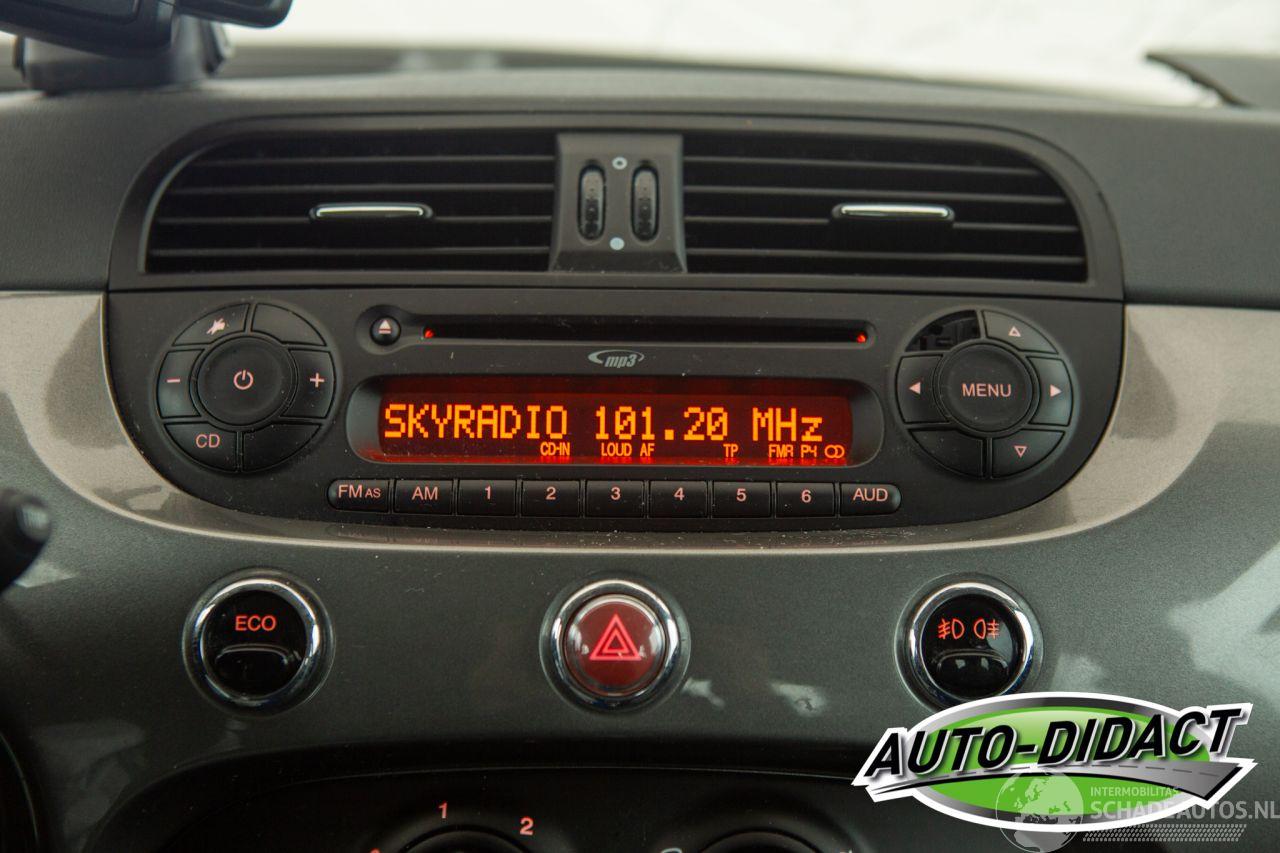 mp3
MENU
SKYRADIO 101.20 MHz
CD-IN LOUD AF TP FMA P4
CD
FM AS AM 1 2 3 4 5 6 AUD
ECO
AUTO-DIDACT
INTERMOBILITAS
SCHADEAUTOS.NL
1 2